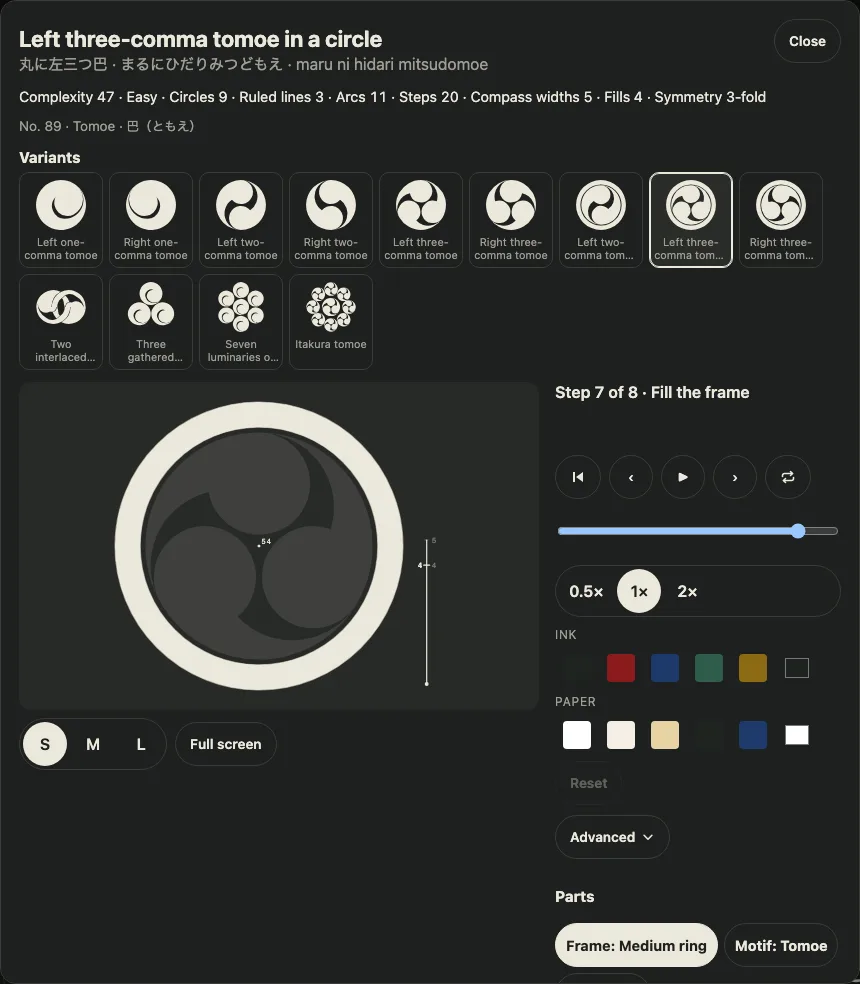 Left three-comma tomoe in a circle
Close
丸に左三つ巴 · まるにひだりみつどもえ · maru ni hidari mitsudomoe
Complexity 47 · Easy · Circles 9 · Ruled lines 3 · Arcs 11 · Steps 20 · Compass widths 5 · Fills 4 · Symmetry 3-fold
No. 89 · Tomoe · 巴（ともえ）
Variants
Left one-
comma tomoe
Right one-
comma tomoe
Left two-
comma tomoe
Right two-
comma tomoe
Left three-
comma tomoe
Right three-
comma tomoe
Left two-
comma tom...
Left three-
comma tom...
Right three-
comma tom...
Two
interlaced...
Three
gathered...
Seven
luminaries o...
Itakura tomoe
Step 7 of 8 · Fill the frame
54
5
4 4
0.5× 1× 2×
INK
PAPER
S M L
Full screen
Reset
Advanced
Parts
Frame: Medium ring
Motif: Tomoe